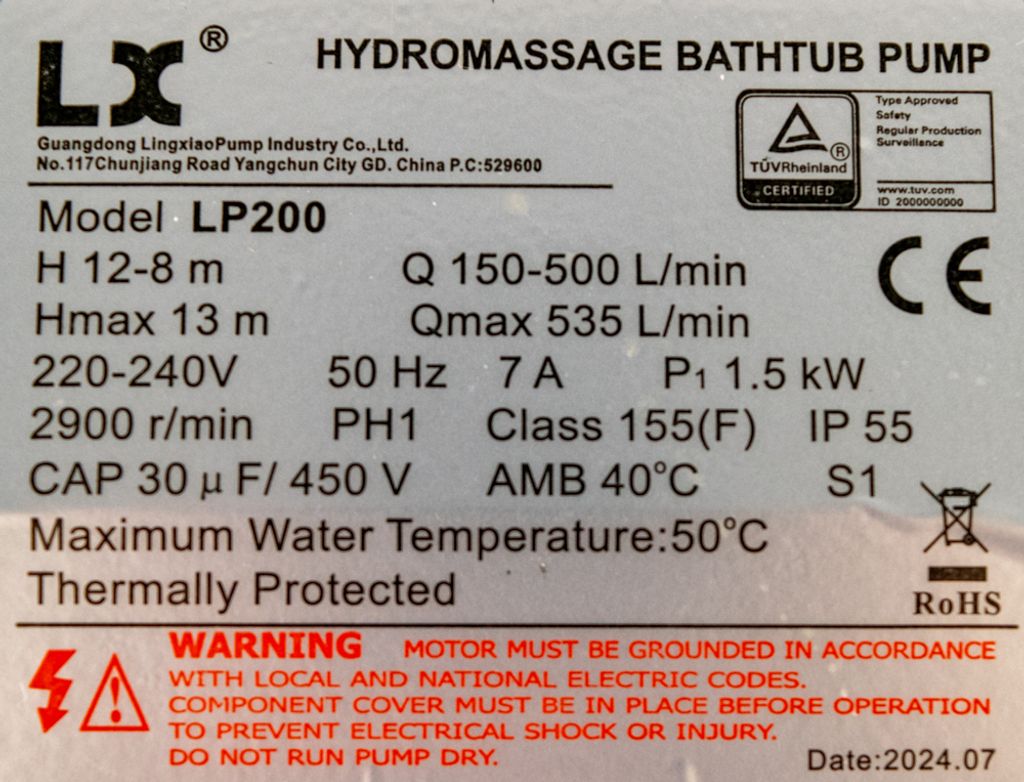 LX®
HYDROMASSAGE BATHTUB PUMP
Guangdong LingxiaoPump Industry Co.,Ltd.
No.117Chunjiang Road Yangchun City GD. China P.C:529600
TÜVRheinland®
CERTIFIED
Type Approved
Safety
Regular Production
Surveillance
www.tuv.com
ID 2000000000
Model LP200
H 12-8 m Q 150-500 L/min
CE
Hmax 13 m Qmax 535 L/min
220-240V 50 Hz 7 A P₁ 1.5 kW
2900 r/min PH1 Class 155(F) IP 55
CAP 30 μF/ 450 V AMB 40°C S1
Maximum Water Temperature:50°C
Thermally Protected
RoHS
WARNING MOTOR MUST BE GROUNDED IN ACCORDANCE
WITH LOCAL AND NATIONAL ELECTRIC CODES.
COMPONENT COVER MUST BE IN PLACE BEFORE OPERATION
TO PREVENT ELECTRICAL SHOCK OR INJURY.
DO NOT RUN PUMP DRY.
Date:2024.07